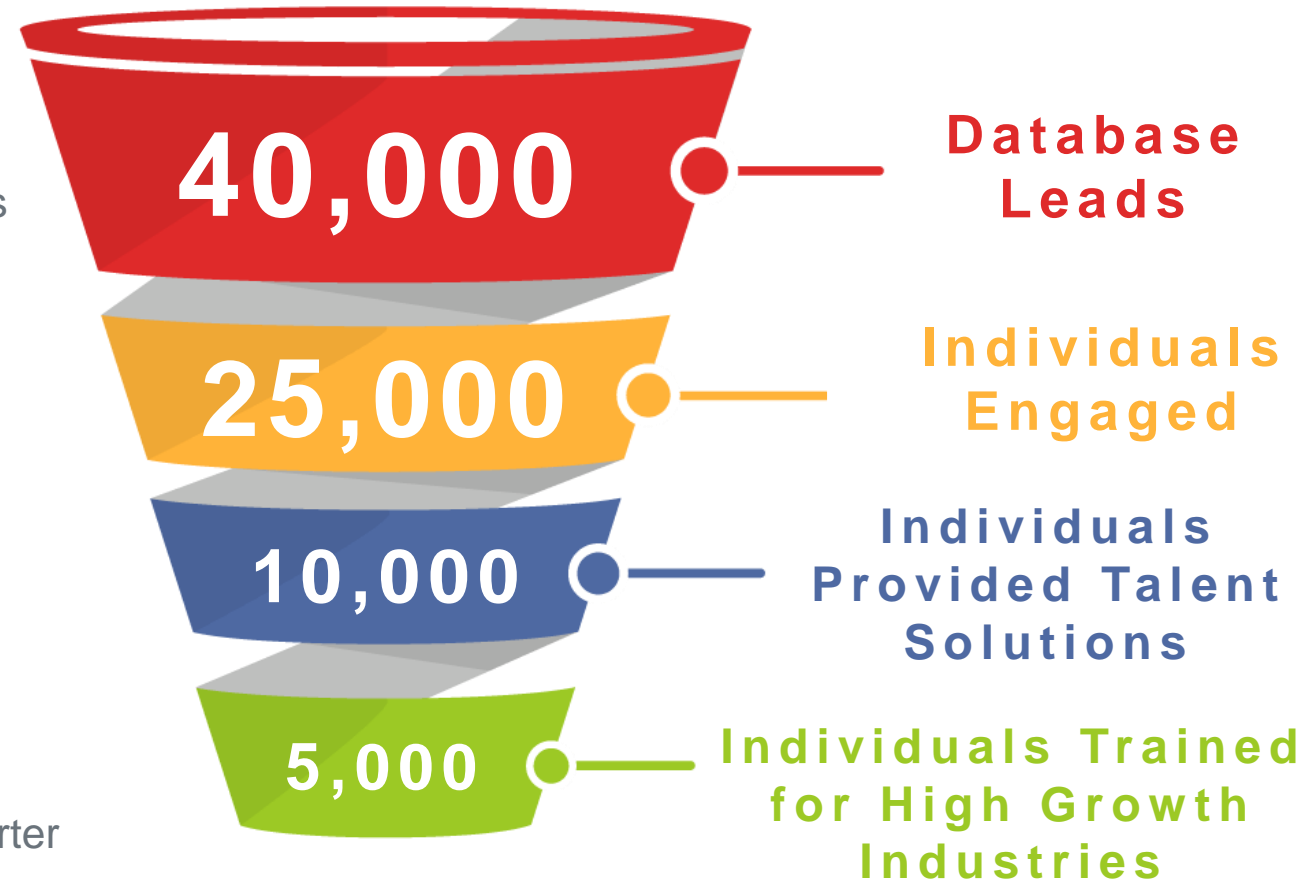 40,000
Database
Leads
s
25,000
Individuals
Engaged
10,000
Individuals
Provided Talent
Solutions
5,000
Individuals Trained
for High Growth
Industries
rter